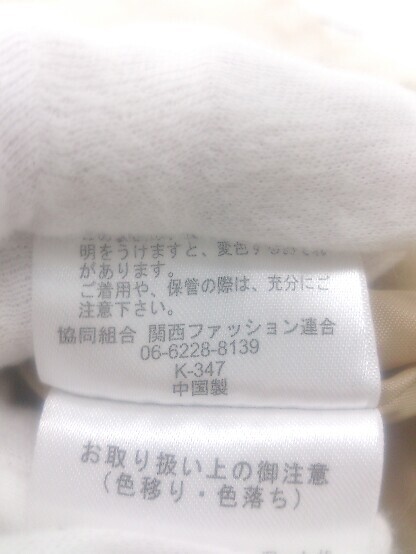 明をうけますと、変色
があります。
ご着用や、保管の際は、充分にご
注意下さい。
協同組合 関西ファッション連合
06-6228-8139
K-347
中国製
お取り扱い上の御注意
(色移り・色落ち)